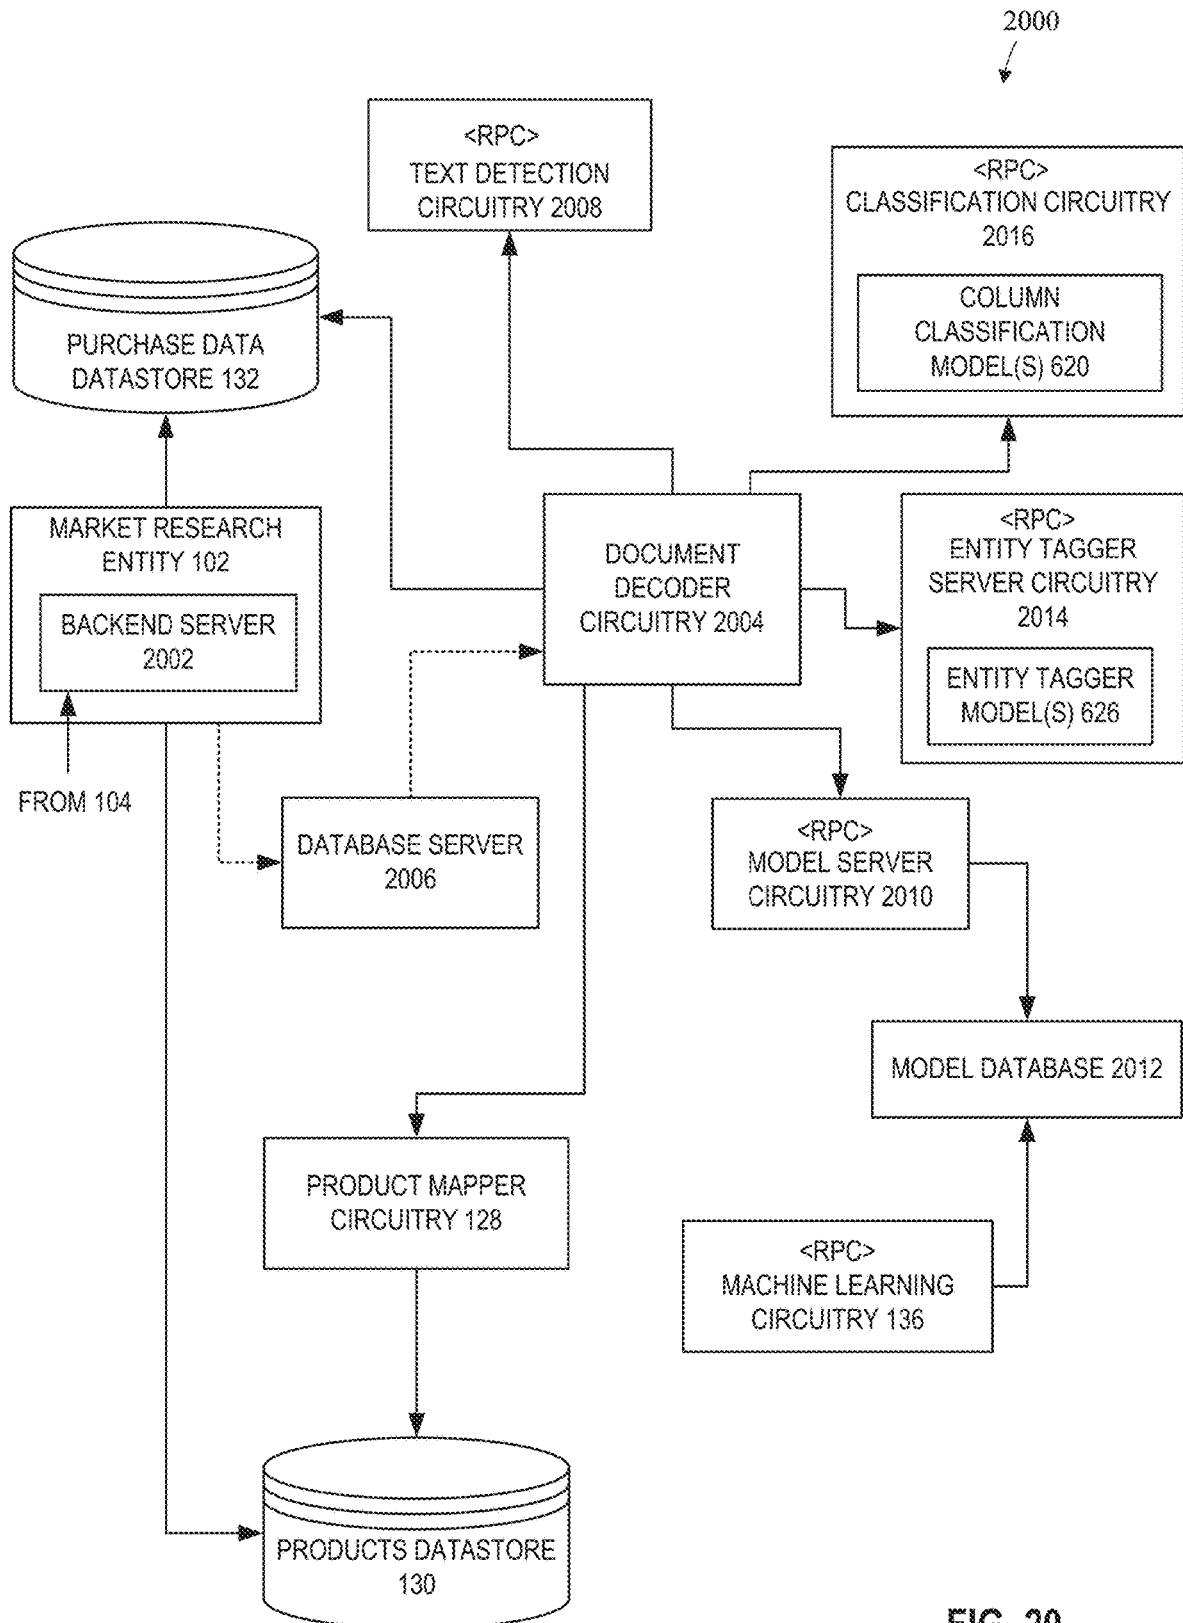 2000
<RPC>
TEXT DETECTION
CIRCUITRY 2008
<RPC>
CLASSIFICATION CIRCUITRY
2016
COLUMN
CLASSIFICATION
MODEL(S) 620
PURCHASE DATA
DATASTORE 132
MARKET RESEARCH
ENTITY 102
BACKEND SERVER
2002
FROM 104
DOCUMENT
DECODER
CIRCUITRY 2004
<RPC>
ENTITY TAGGER
SERVER CIRCUITRY
2014
ENTITY TAGGER
MODEL(S) 626
DATABASE SERVER
2006
<RPC>
MODEL SERVER
CIRCUITRY 2010
MODEL DATABASE 2012
PRODUCT MAPPER
CIRCUITRY 128
<RPC>
MACHINE LEARNING
CIRCUITRY 136
PRODUCTS DATASTORE
130
FIG. 20